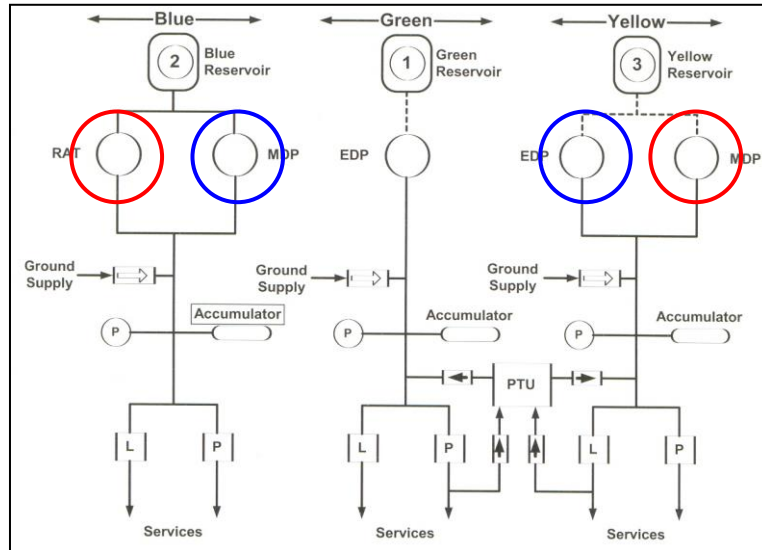 Blue
Green
Yellow
2
Blue
Reservoir
1
Green
Reservoir
3
Yellow
Reservoir
RAT
MDP
EDP
EDP
MDP
Ground
Supply
Ground
Supply
Ground
Supply
P
Accumulator
P
Accumulator
P
Accumulator
PTU
L
P
L
P
L
P
Services
Services
Services